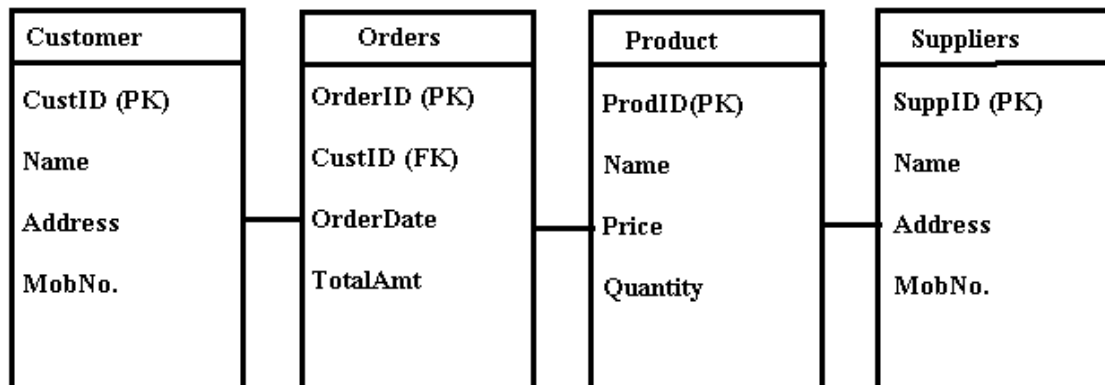 Customer
CustID (PK)
Name
Address
MobNo.
Orders
OrderID (PK)
CustID (FK)
OrderDate
TotalAmt
Product
ProdID(PK)
Name
Price
Quantity
Suppliers
SuppID (PK)
Name
Address
MobNo.